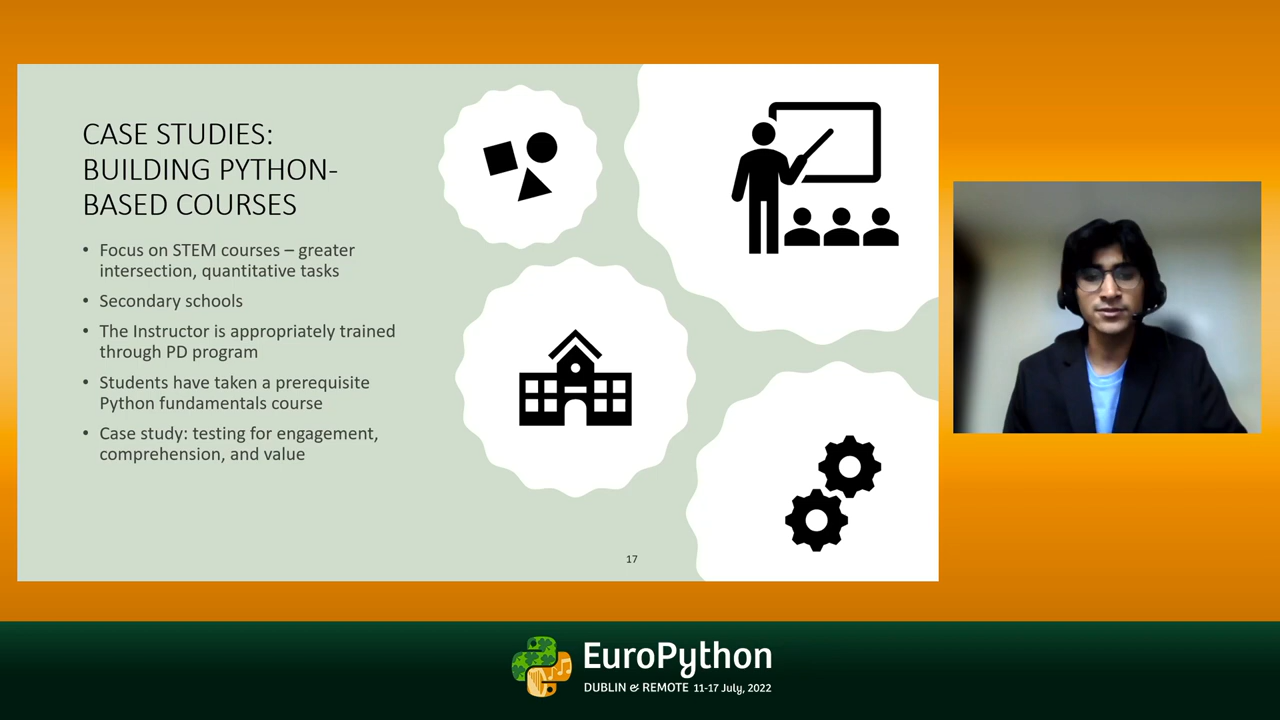 CASE STUDIES:
BUILDING PYTHON-
BASED COURSES
• Focus on STEM courses – greater
intersection, quantitative tasks
• Secondary schools
• The Instructor is appropriately trained
through PD program
• Students have taken a prerequisite
Python fundamentals course
• Case study: testing for engagement,
comprehension, and value
17
EuroPython
DUBLIN & REMOTE 11-17 July, 2022